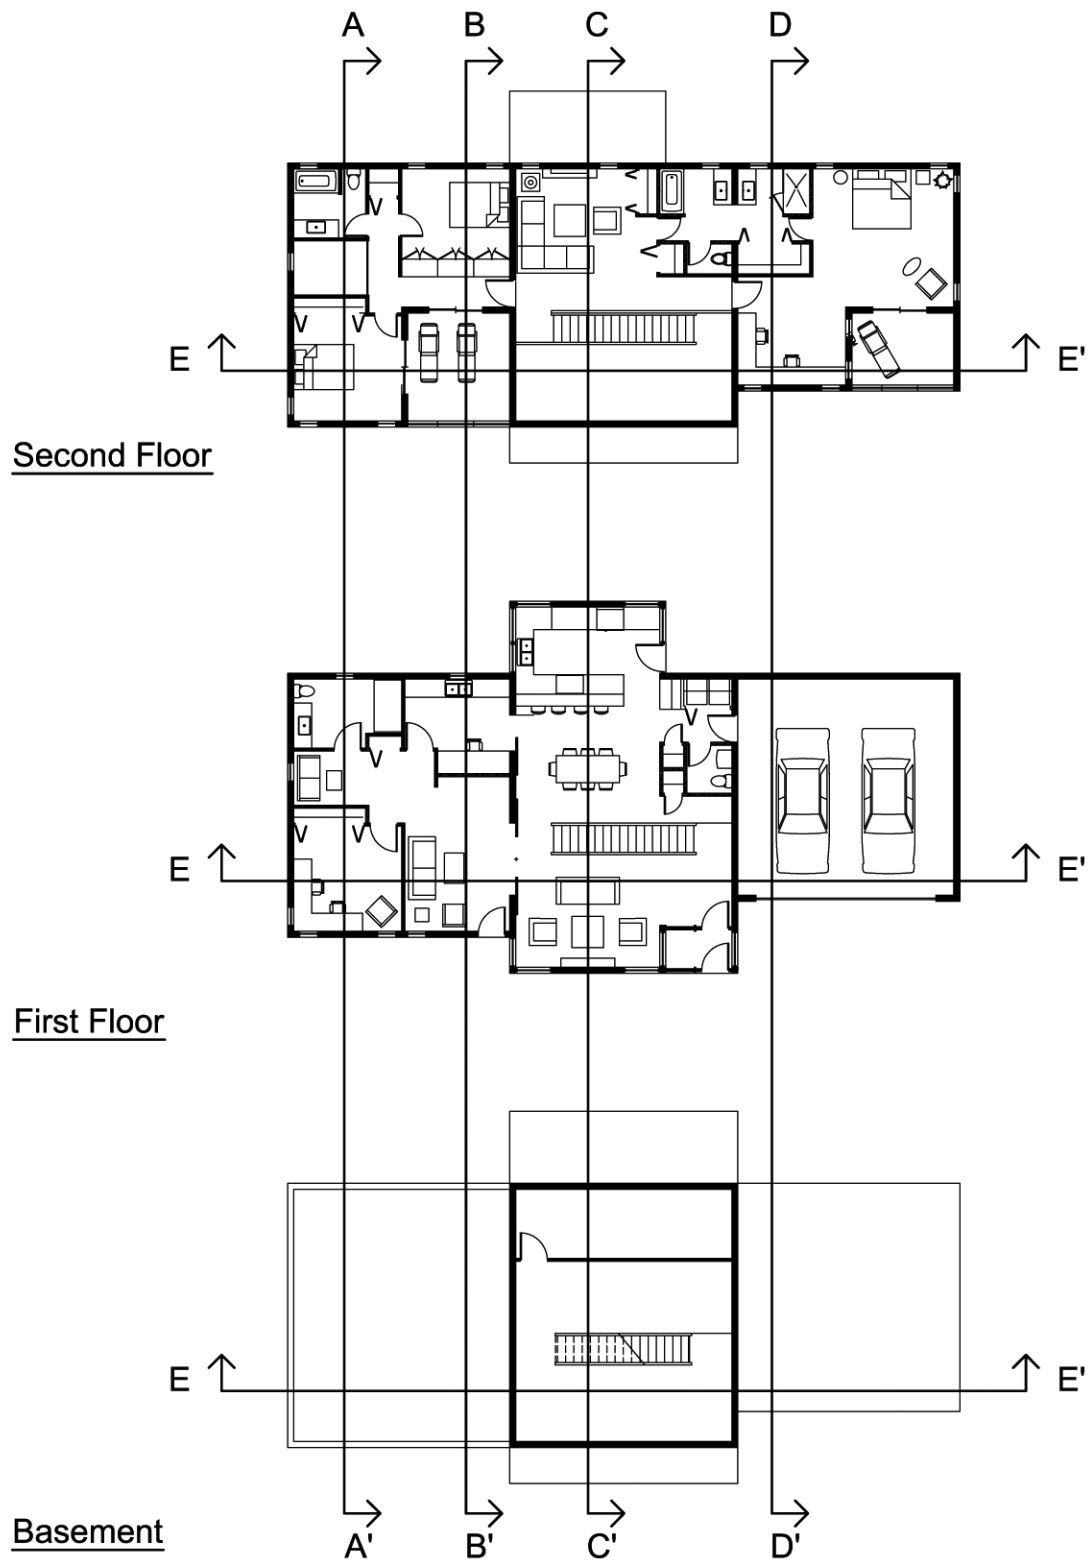 A B C D
E E'
Second Floor
E E'
First Floor
E E'
Basement
A' B' C' D'